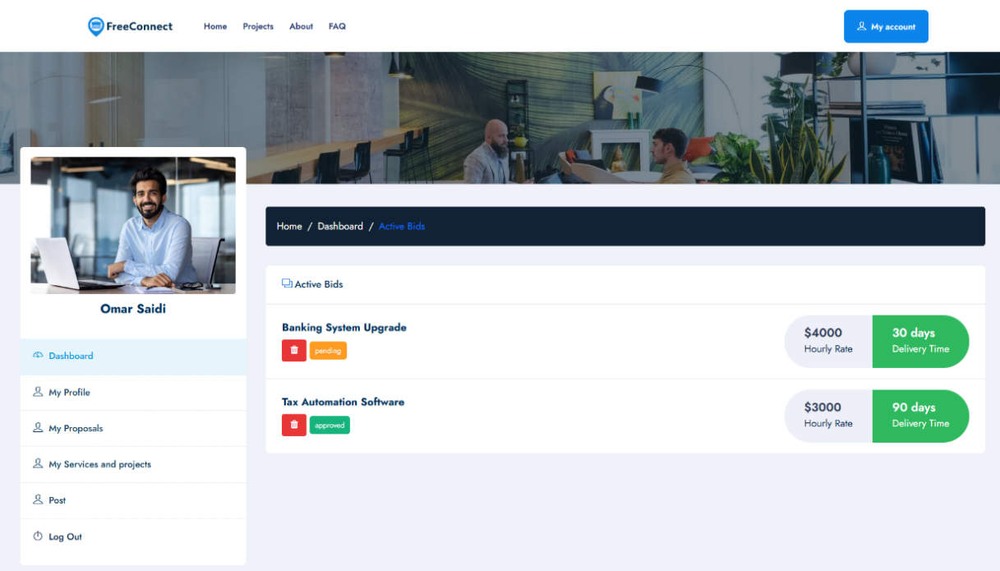 FreeConnect
Home Projects About FAQ
My account
Omar Saidi
Dashboard
My Profile
My Proposals
My Services and projects
Post
Log Out
Home / Dashboard / Active Bids
Active Bids
Banking System Upgrade
pending
$4000
Hourly Rate
30 days
Delivery Time
Tax Automation Software
approved
$3000
Hourly Rate
90 days
Delivery Time